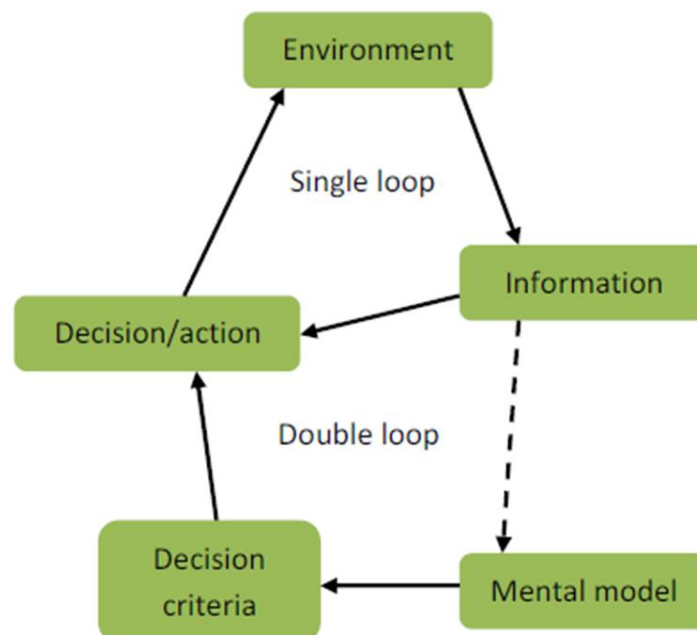 Environment
Single loop
Information
Decision/action
Double loop
Decision
criteria
Mental model